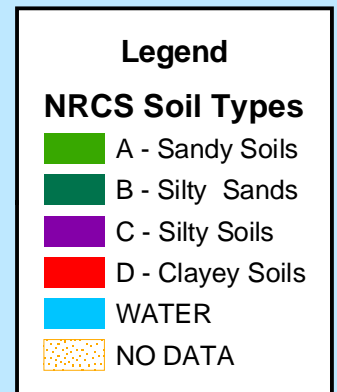 Legend
NRCS Soil Types
A - Sandy Soils
B - Silty Sands
C - Silty Soils
D - Clayey Soils
WATER
NO DATA